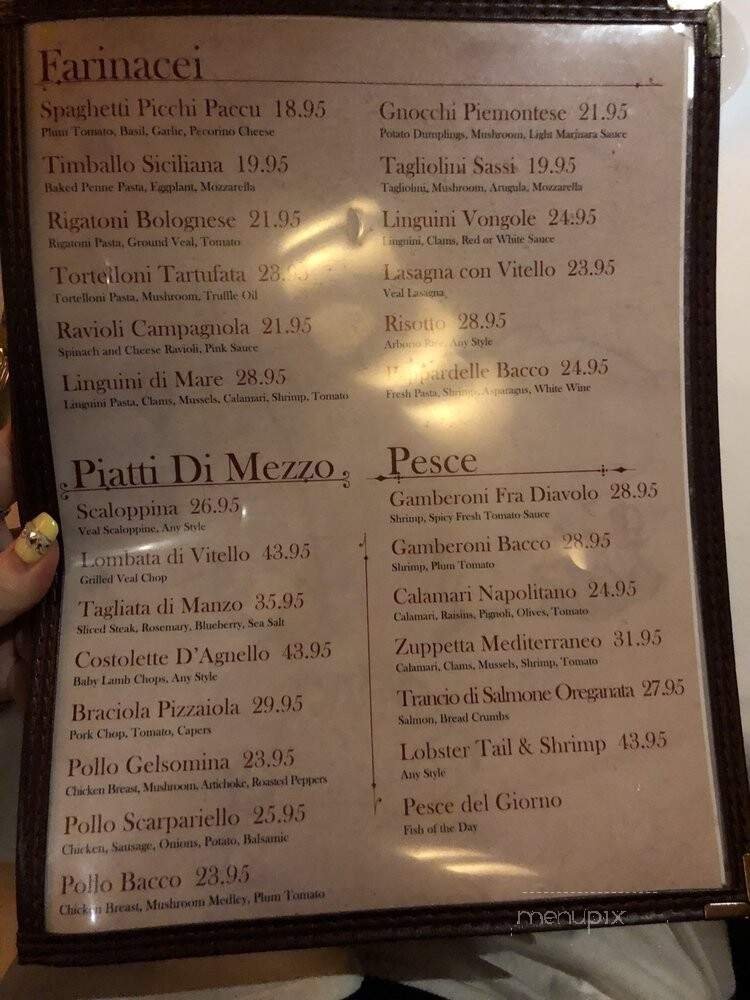 Farinacei
Spaghetti Picchi Paccu 18.95
Plum Tomato, Basil, Garlic, Pecorino Cheese
Timballo Siciliana 19.95
Baked Penne Pasta, Eggplant, Mozzarella
Rigatoni Bolognese 21.95
Rigatoni Pasta, Ground Veal, Tomato
Tortelloni Tartufata
Tortelloni Pasta, Mushroom, Truffle Oil
Ravioli Campagnola 21.95
Spinach and Cheese Ravioli, Pink Sauce
Linguini di Mare 28.95
Linguini Pasta, Clams, Mussels, Calamari, Shrimp, Tomato
Gnocchi Piemontese 21.95
Potato Dumplings, Mushroom, Light Marinara Sauce
Tagliolini Sassi 19.95
Tagliolini, Mushroom, Arugula, Mozzarella
Linguini Vongole 24.95
Linguini, Clams, Red or White Sauce
Lasagna con Vitello 23.95
Veal Lasagna
Risotto 28.95
Arborio Rice, Any Style
Bacco 24.95
Fresh Pasta, Shrimp, Asparagus, White Wine
Piatti Di Mezzo
Scaloppina 26.95
Veal Scaloppine, Any Style
Lombata di Vitello 43.95
Grilled Veal Chop
Tagliata di Manzo 35.95
Sliced Steak, Rosemary, Blueberry, Sea Salt
Costolette D'Agnello 43.95
Baby Lamb Chops, Any Style
Braciola Pizzaiola 29.95
Pork Chop, Tomato, Capers
Pollo Gelsomina 23.95
Chicken Breast, Mushroom, Artichoke, Roasted Peppers
Pollo Scarpariello 25.95
Chicken, Sausage, Onions, Potato, Balsamic
Pollo Bacco 23.95
Chicken Breast, Mushroom Medley, Plum Tomato
Pesce
Gamberoni Fra Diavolo 28.95
Shrimp, Spicy Fresh Tomato Sauce
Gamberoni Bacco 28.95
Shrimp, Plum Tomato
Calamari Napolitano 24.95
Calamari, Raisins, Pignoli, Olives, Tomato
Zuppetta Mediterraneo 31.95
Calamari, Clams, Mussels, Shrimp, Tomato
Trancio di Salmone Oreganata 27.95
Salmon, Bread Crumbs
Lobster Tail & Shrimp 43.95
Any Style
Pesce del Giorno
Fish of the Day
menupix